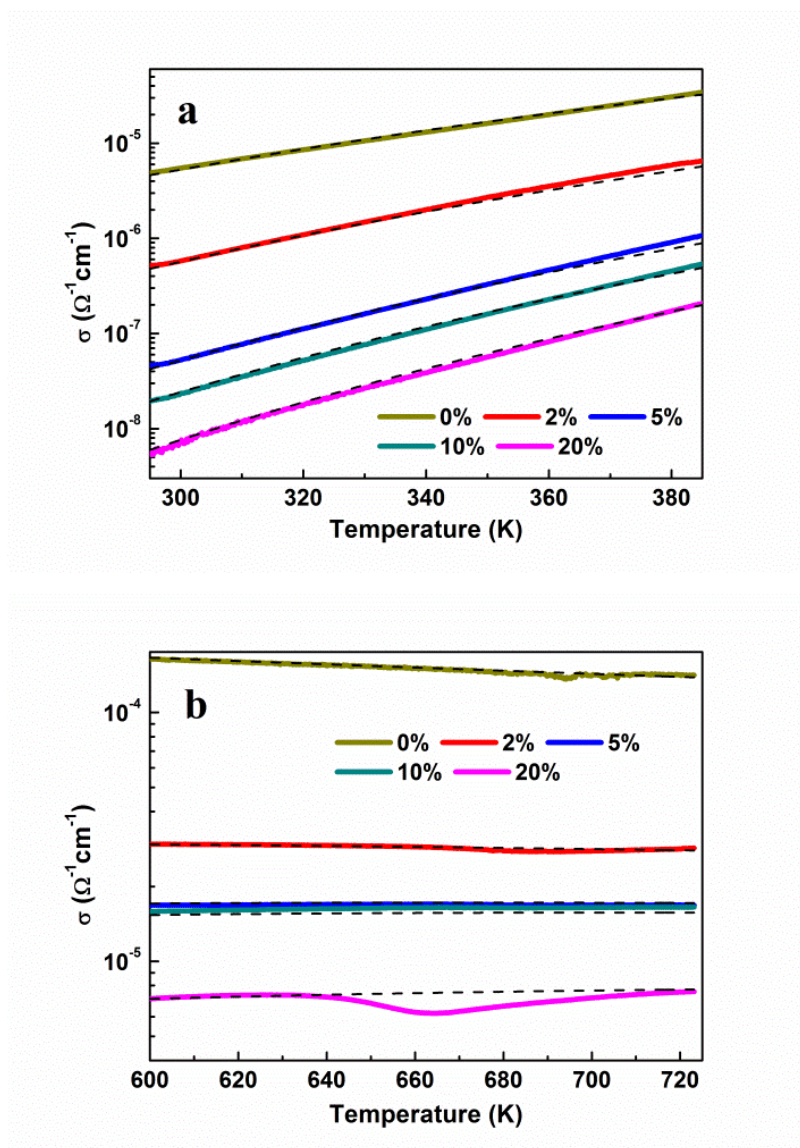 a
10⁻⁵
10⁻⁶
10⁻⁷
10⁻⁸
σ (Ω⁻¹cm⁻¹)
0% 2% 5%
10% 20%
300 320 340 360 380
Temperature (K)
b
10⁻⁴
10⁻⁵
σ (Ω⁻¹cm⁻¹)
0% 2% 5%
10% 20%
600 620 640 660 680 700 720
Temperature (K)